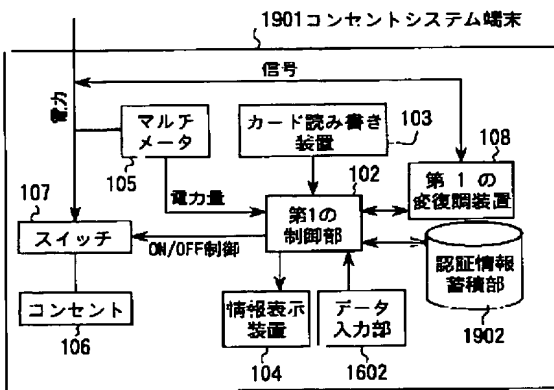 1901コンセントシステム端末
信号
電力
マルチ
メータ
105
カード読み書き
装置
103
108
第1の
変復調装置
107
電力量
102
第1の
制御部
スイッチ
ON/OFF制御
認証情報
蓄積部
コンセント
106
情報表示
装置
104
データ
入力部
1602
1902